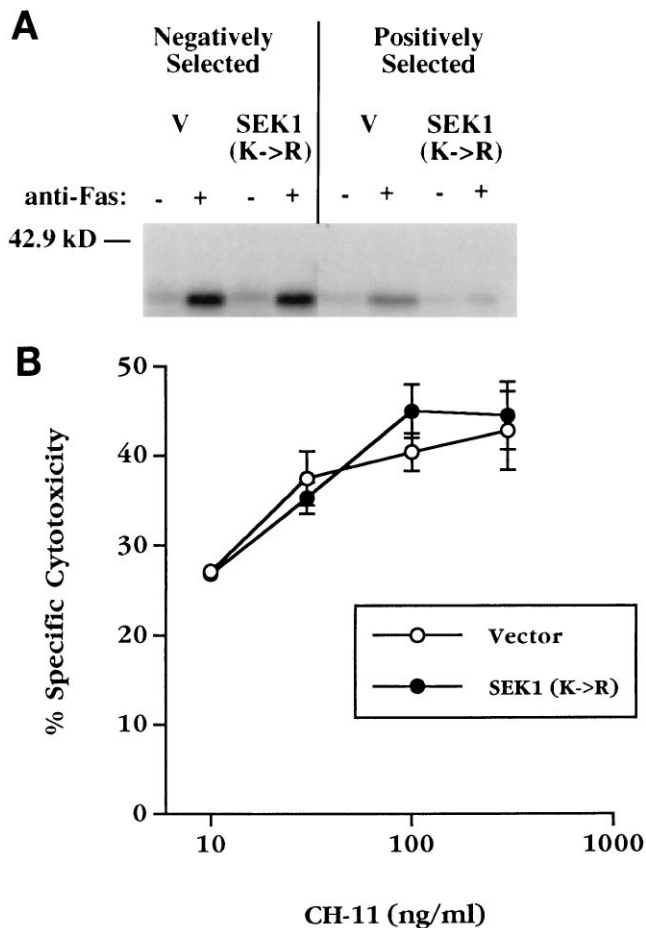 A
Negatively Selected
Positively Selected
V
SEK1 (K->R)
V
SEK1 (K->R)
anti-Fas: - + - + - + - +
42.9 kD —
B
50
40
30
20
10
0
% Specific Cytotoxicity
Vector
SEK1 (K->R)
10 100 1000
CH-11 (ng/ml)